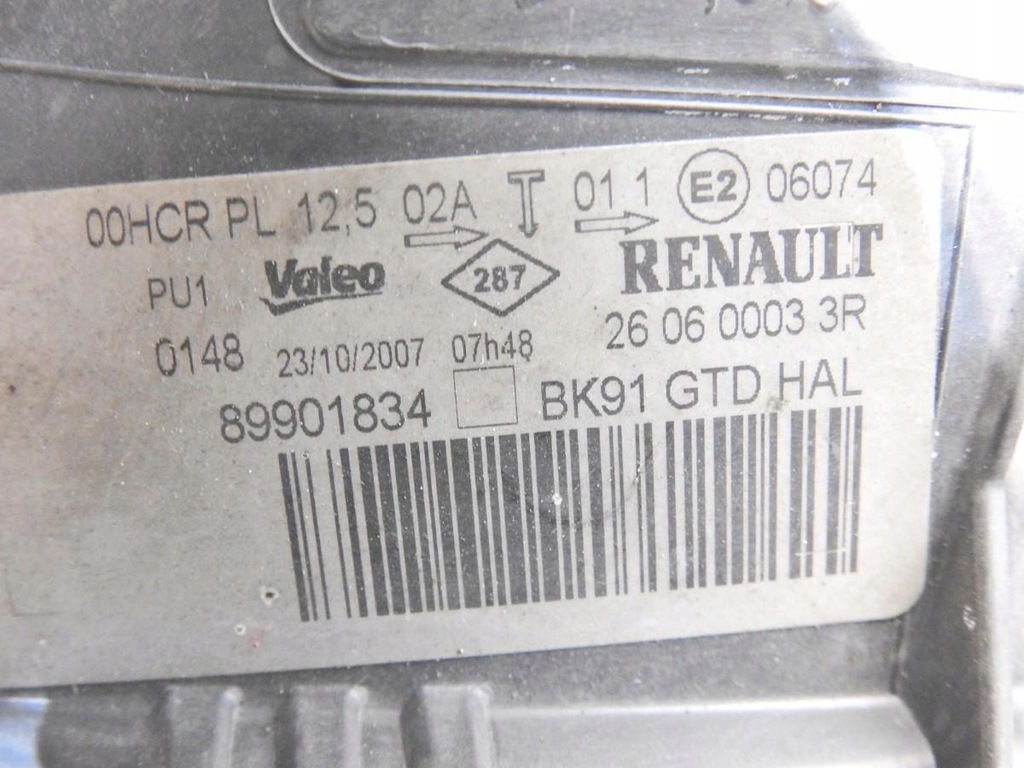 00HCR PL 12,5 02A 01 1 E2 06074
PU1 Valeo 287 RENAULT
0148 23/10/2007 07h48 26 06 0003 3R
89901834 BK91 GTD HAL